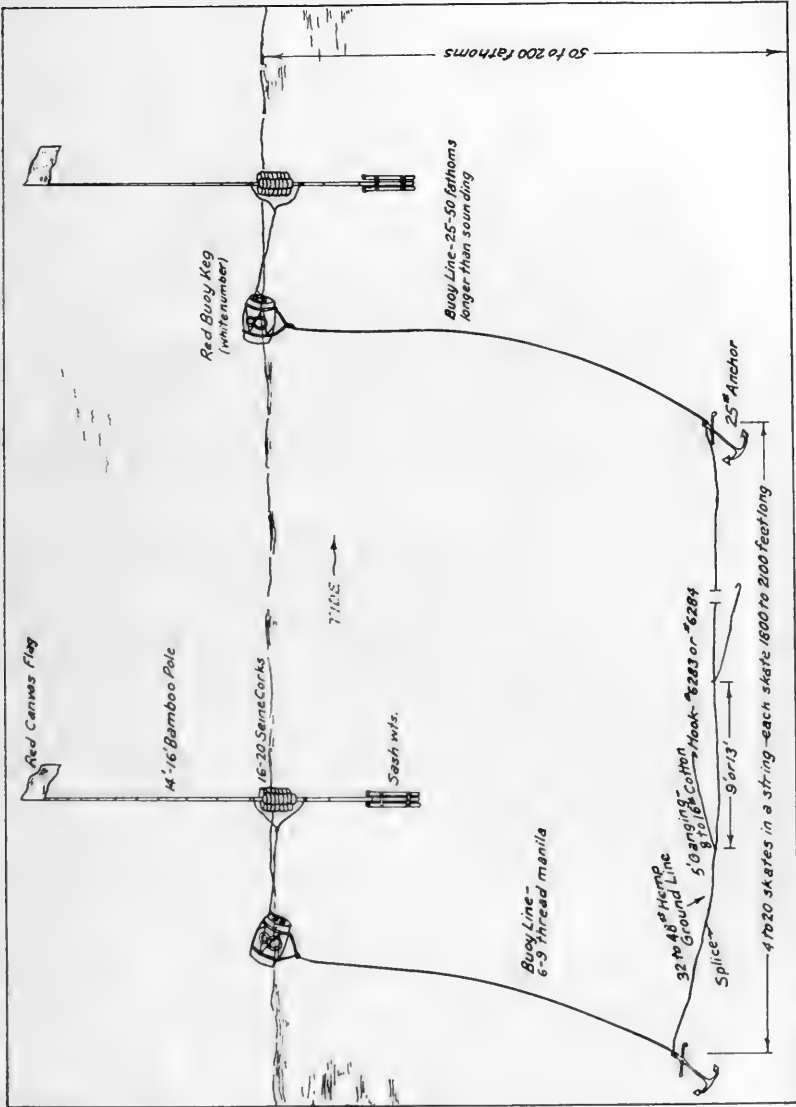 Red Canvas Flag
14'-16' Bamboo Pole
16-20 Seine Corks
Sash wts.
Red Buoy Keg
(white number)
50 to 200 fathoms
TIDE
Buoy Line-25-50 fathoms
longer than sounding
Buoy Line-
6-9 thread manila
32 to 48# Hemp
Ground Line
Splice
5' Ganging-
8 to 16# Cotton
Hook-#6283 or #6284
9' or 13'
25# Anchor
4 to 20 skates in a string-each skate 1800 to 2100 feet long